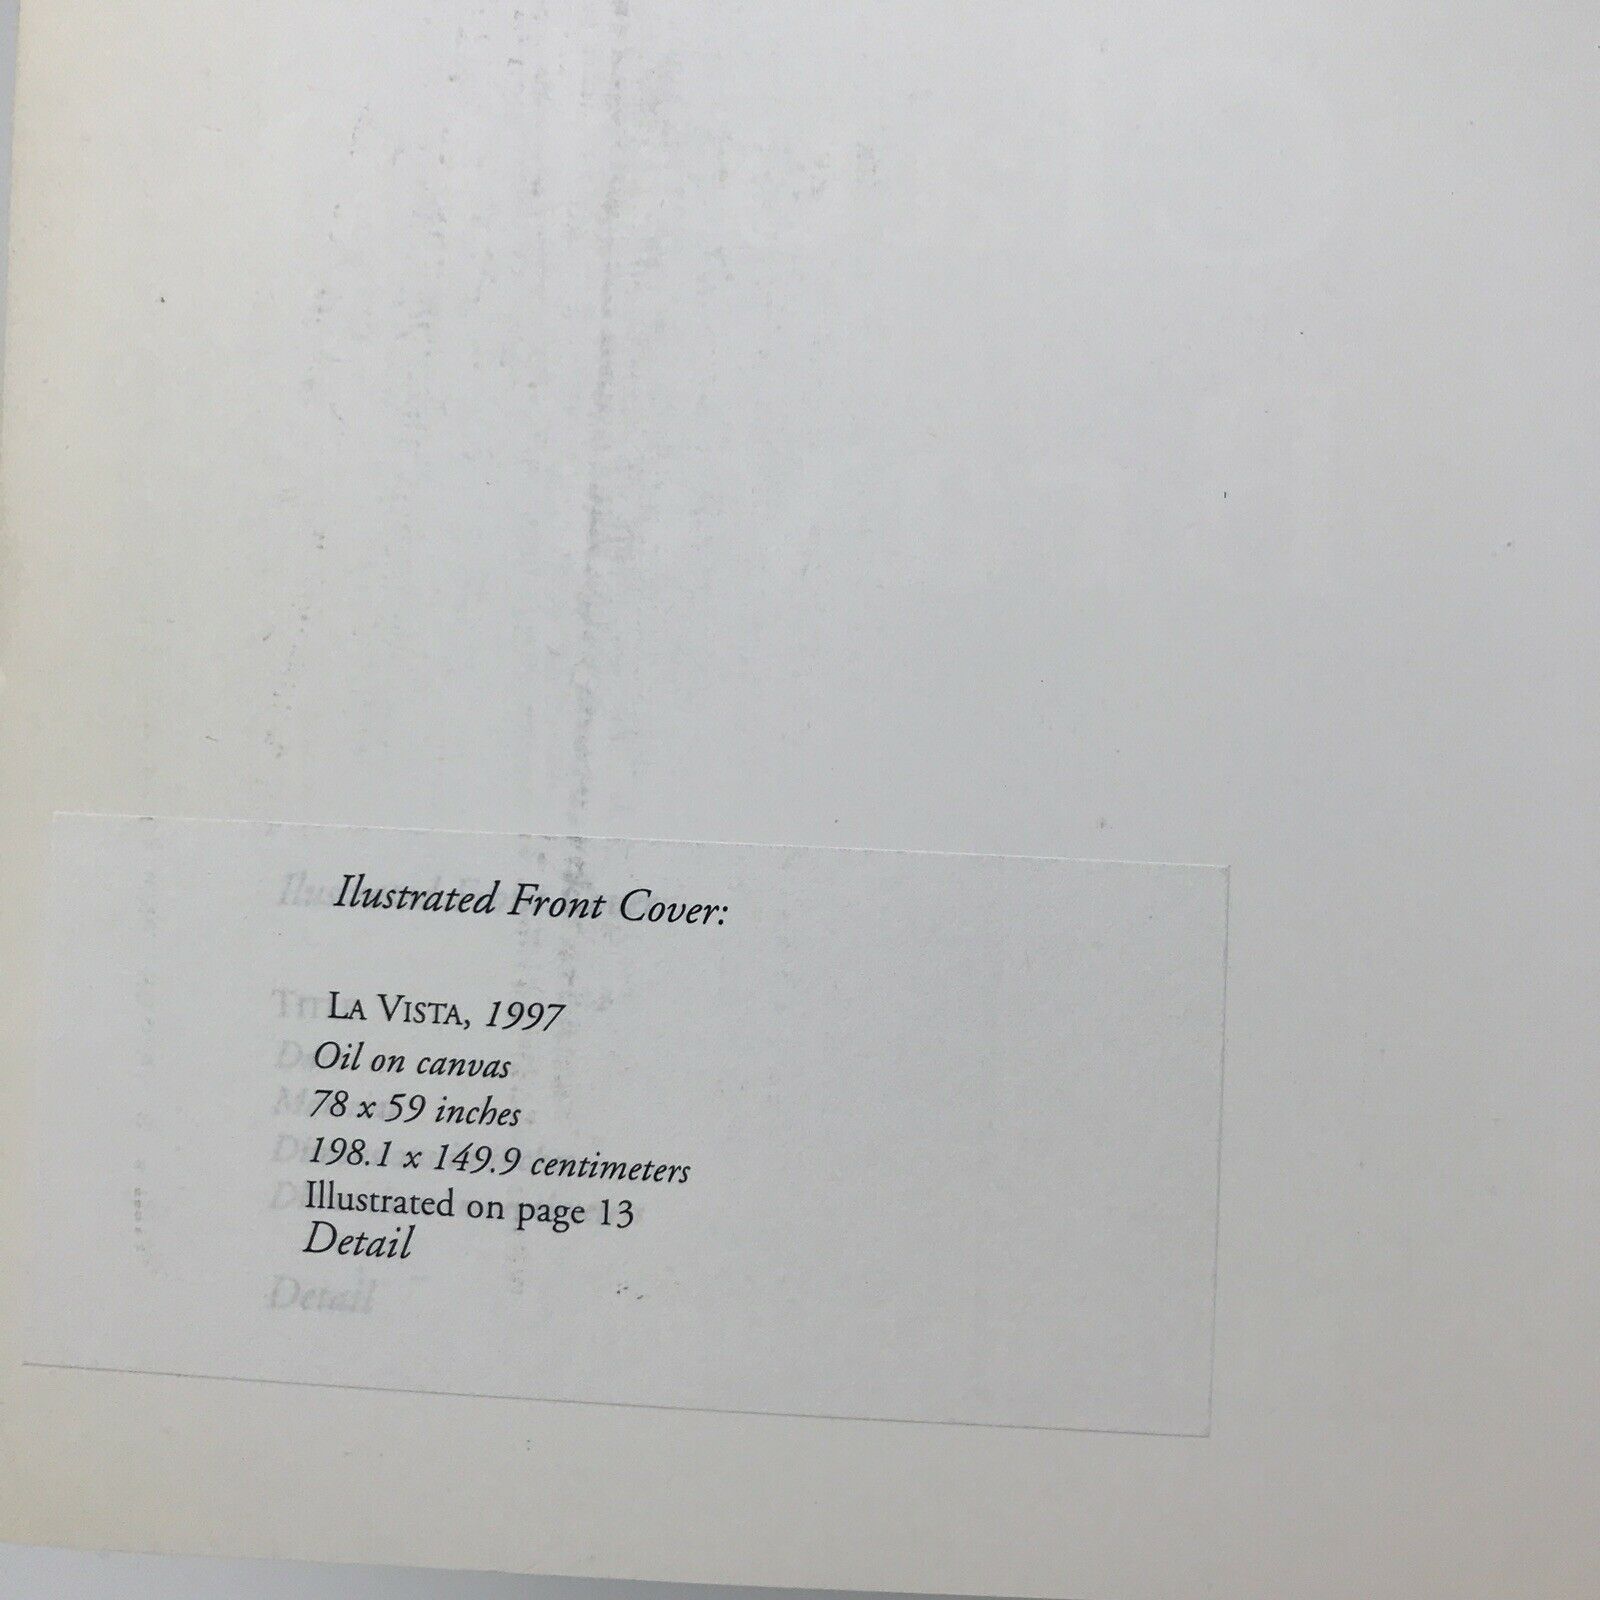 Ilustrated Front Cover:
LA VISTA, 1997
Oil on canvas
78 x 59 inches
198.1 x 149.9 centimeters
Illustrated on page 13
Detail
Detail